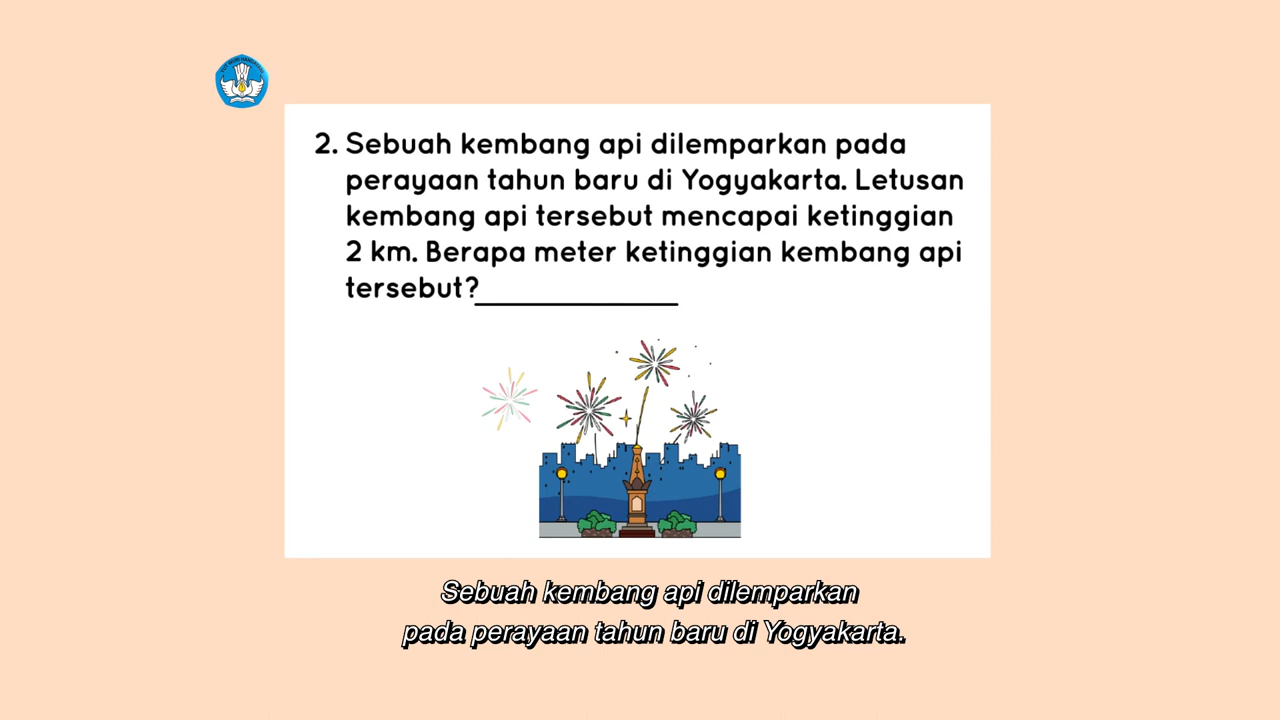 2. Sebuah kembang api dilemparkan pada
perayaan tahun baru di Yogyakarta. Letusan
kembang api tersebut mencapai ketinggian
2 km. Berapa meter ketinggian kembang api
tersebut?
Sebuah kembang api dilemparkan
pada perayaan tahun baru di Yogyakarta.